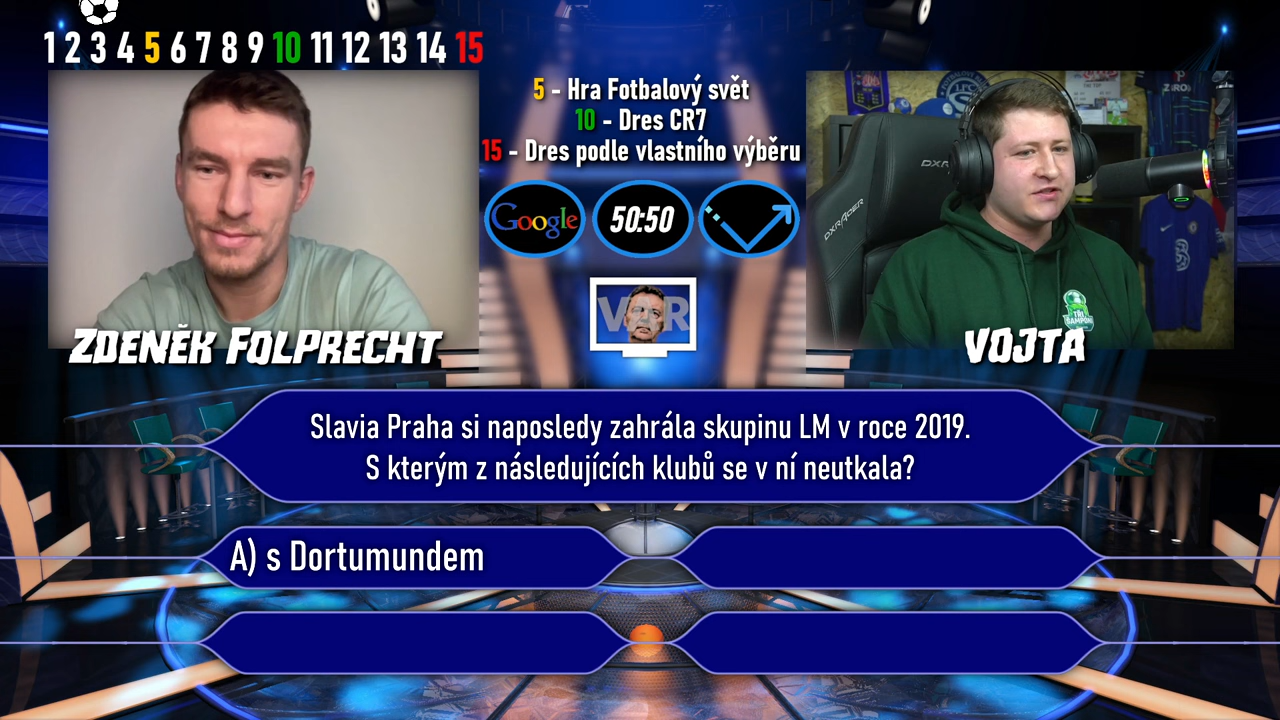 1 2 3 4 5 6 7 8 9 10 11 12 13 14 15
5 - Hra Fotbalový svět
10 - Dres CR7
15 - Dres podle vlastního výběru
Google
50:50
DXRACER
ZDENĚK FOLPRECHT
VOJTA
Slavia Praha si naposledy zahrála skupinu LM v roce 2019.
S kterým z následujících klubů se v ní neutkala?
A) s Dortumundem